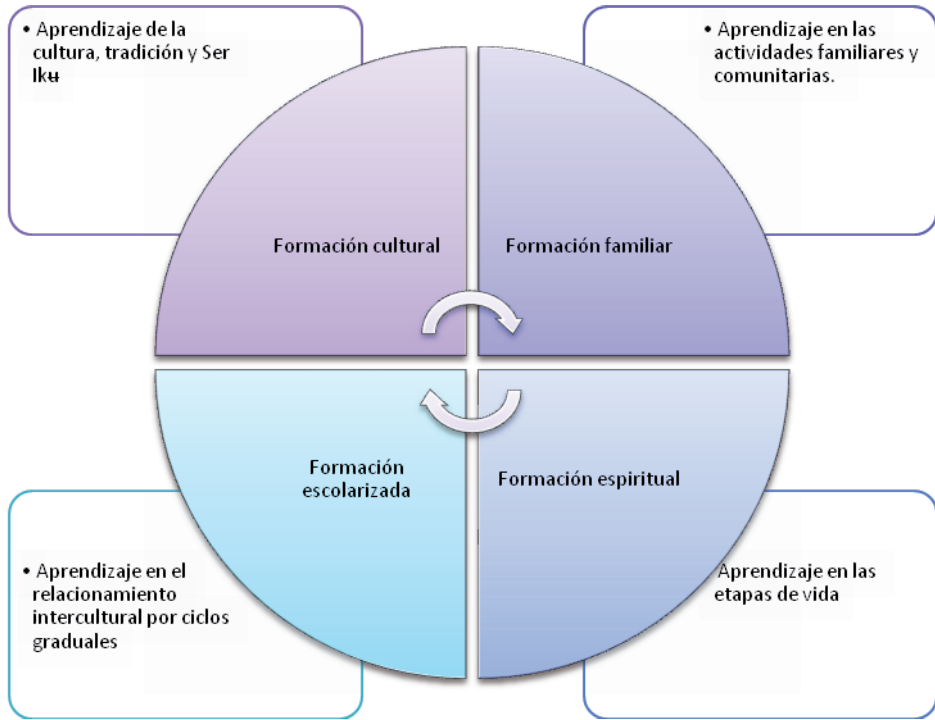 • Aprendizaje de la
cultura, tradición y Ser
Ikʉ
• Aprendizaje en las
actividades familiares y
comunitarias.
Formación cultural
Formación familiar
Formación
escolarizada
Formación espiritual
• Aprendizaje en el
relacionamiento
intercultural por ciclos
graduales
Aprendizaje en las
etapas de vida